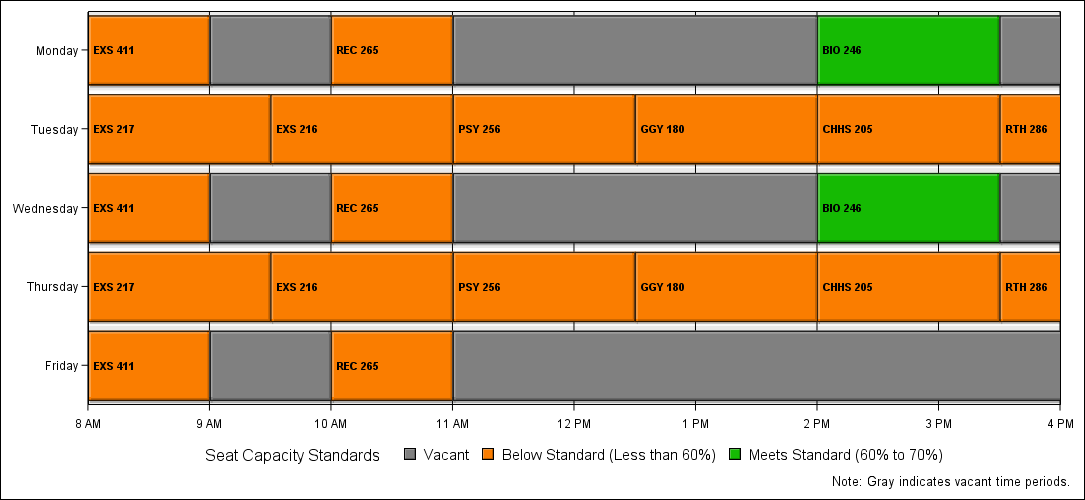 Monday EXS 411 REC 265 BIO 246
Tuesday EXS 217 EXS 216 PSY 256 GGY 180 CHHS 205 RTH 286
Wednesday EXS 411 REC 265 BIO 246
Thursday EXS 217 EXS 216 PSY 256 GGY 180 CHHS 205 RTH 286
Friday EXS 411 REC 265
8 AM 9 AM 10 AM 11 AM 12 PM 1 PM 2 PM 3 PM 4 PM
Seat Capacity Standards Vacant Below Standard (Less than 60%) Meets Standard (60% to 70%)
Note: Gray indicates vacant time periods.